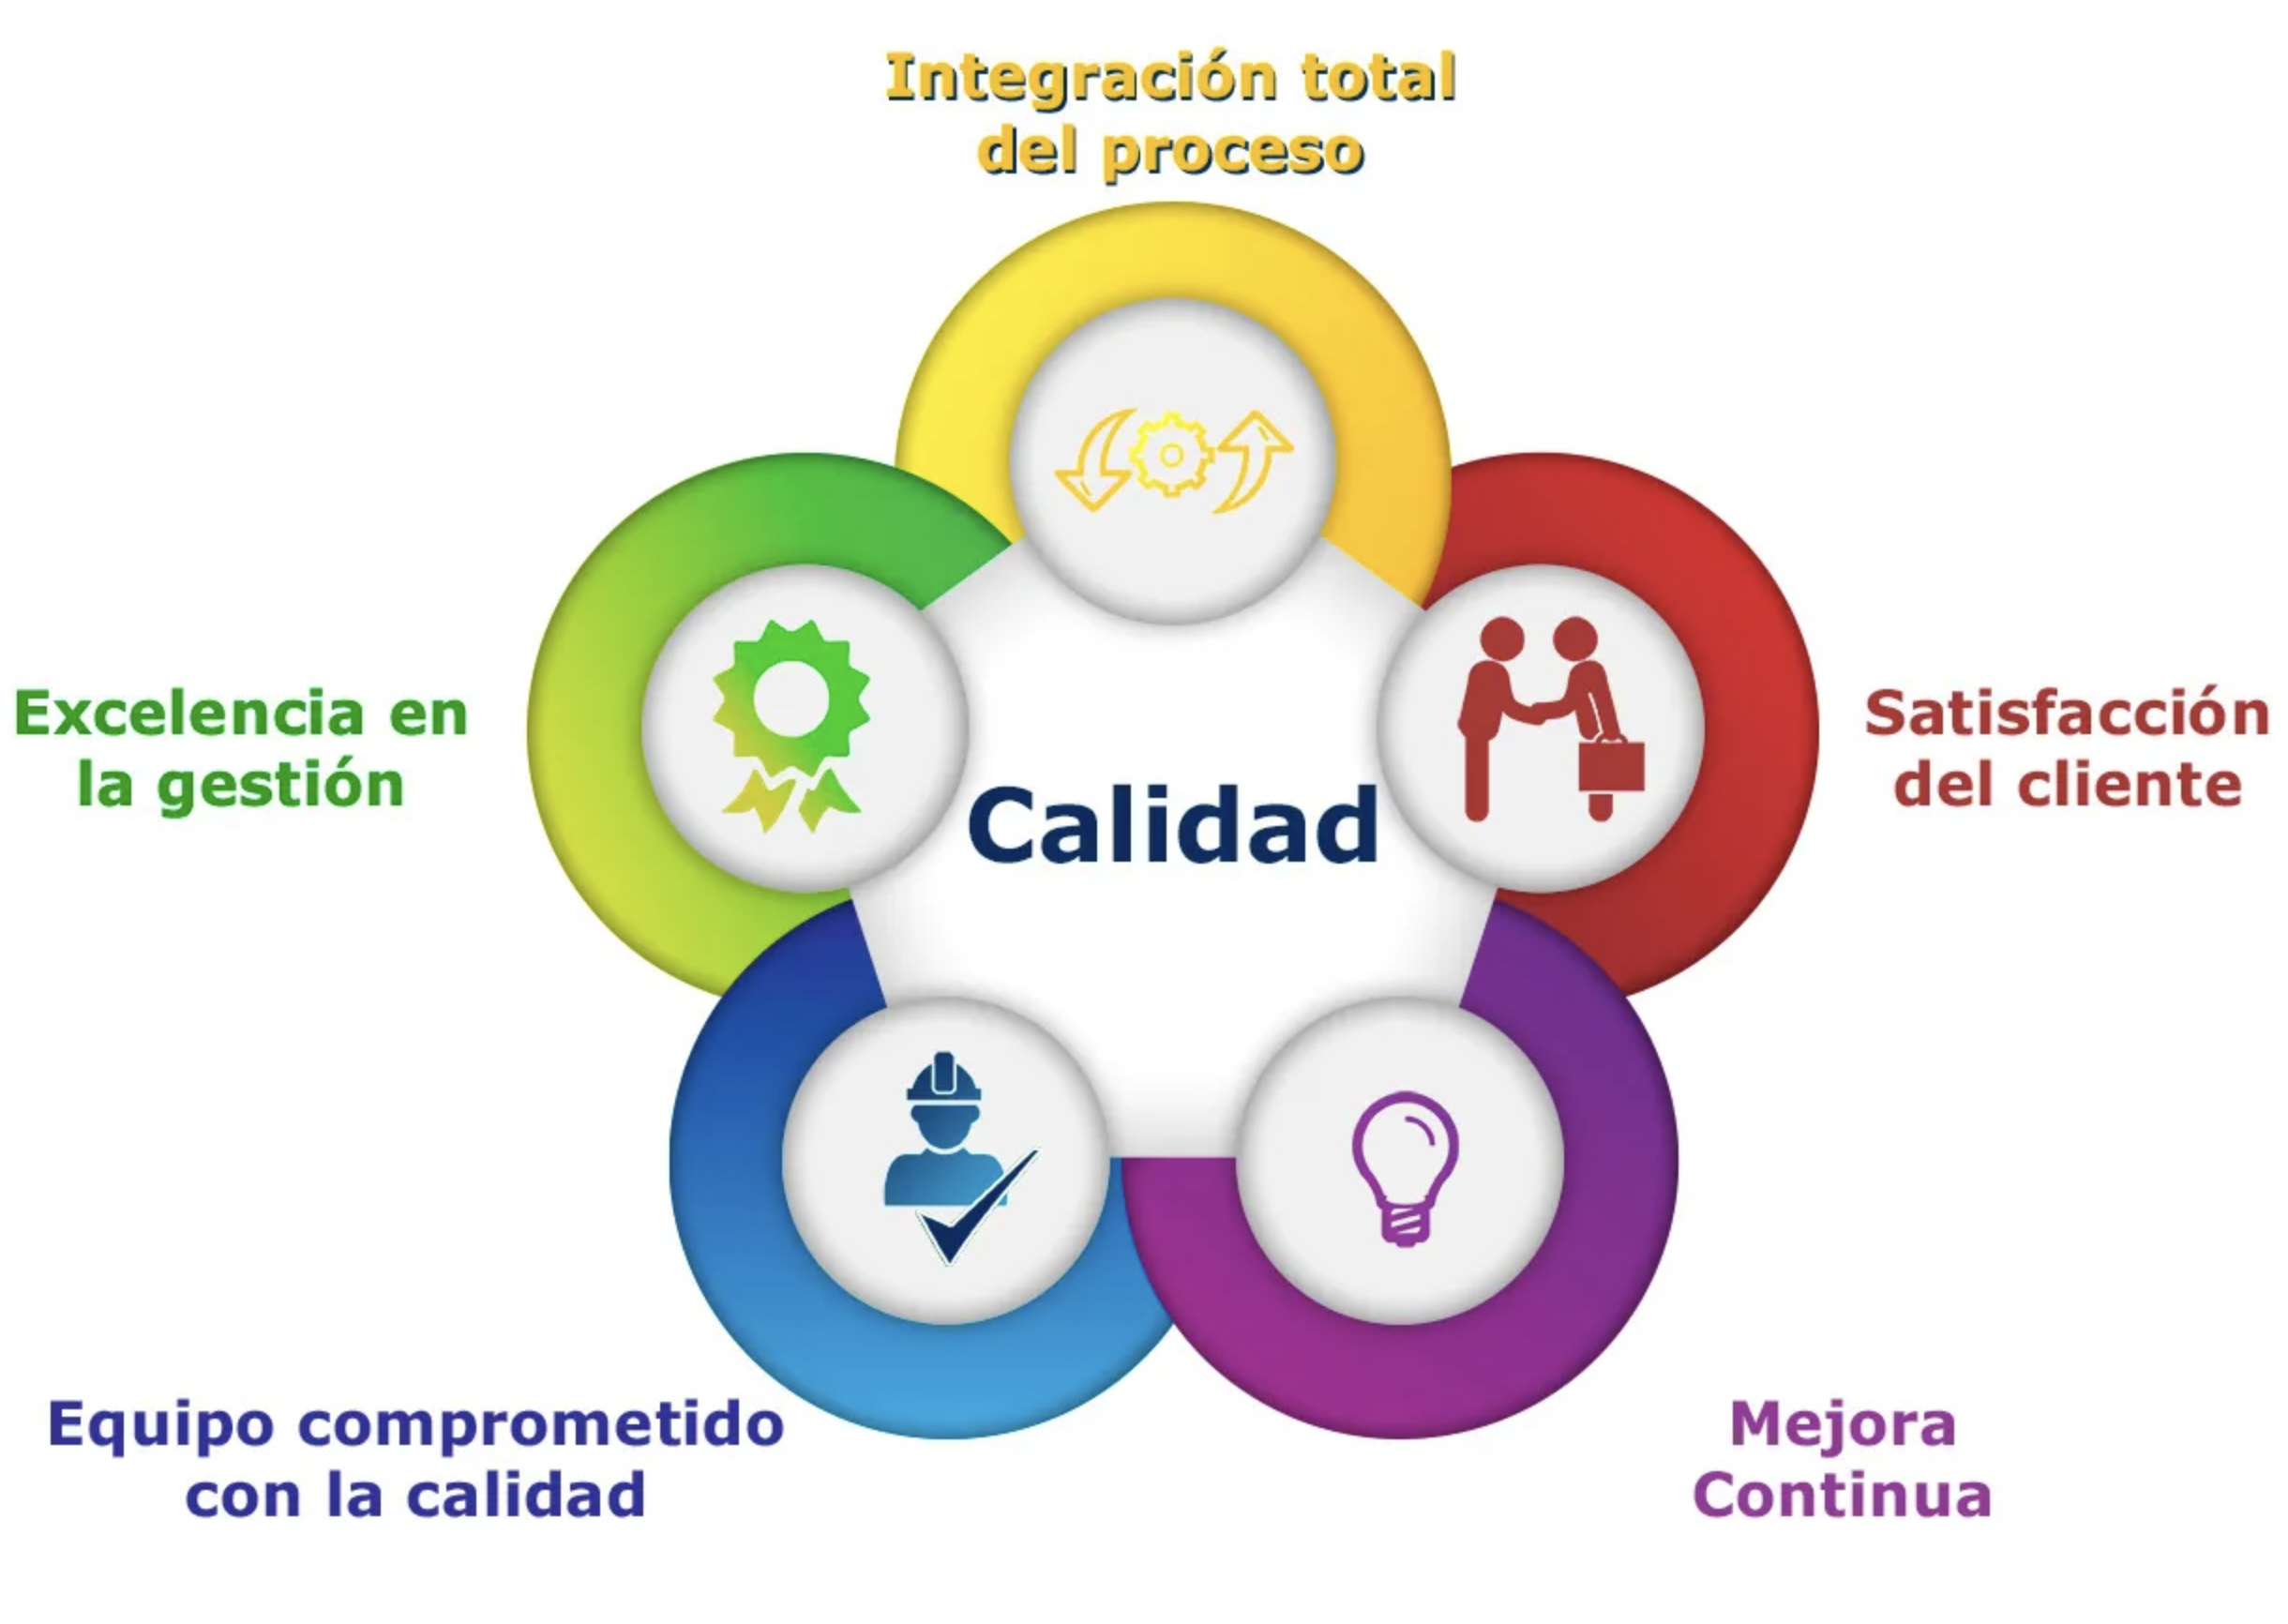 Integración total
del proceso
Excelencia en
la gestión
Satisfacción
del cliente
Calidad
Equipo comprometido
con la calidad
Mejora
Continua